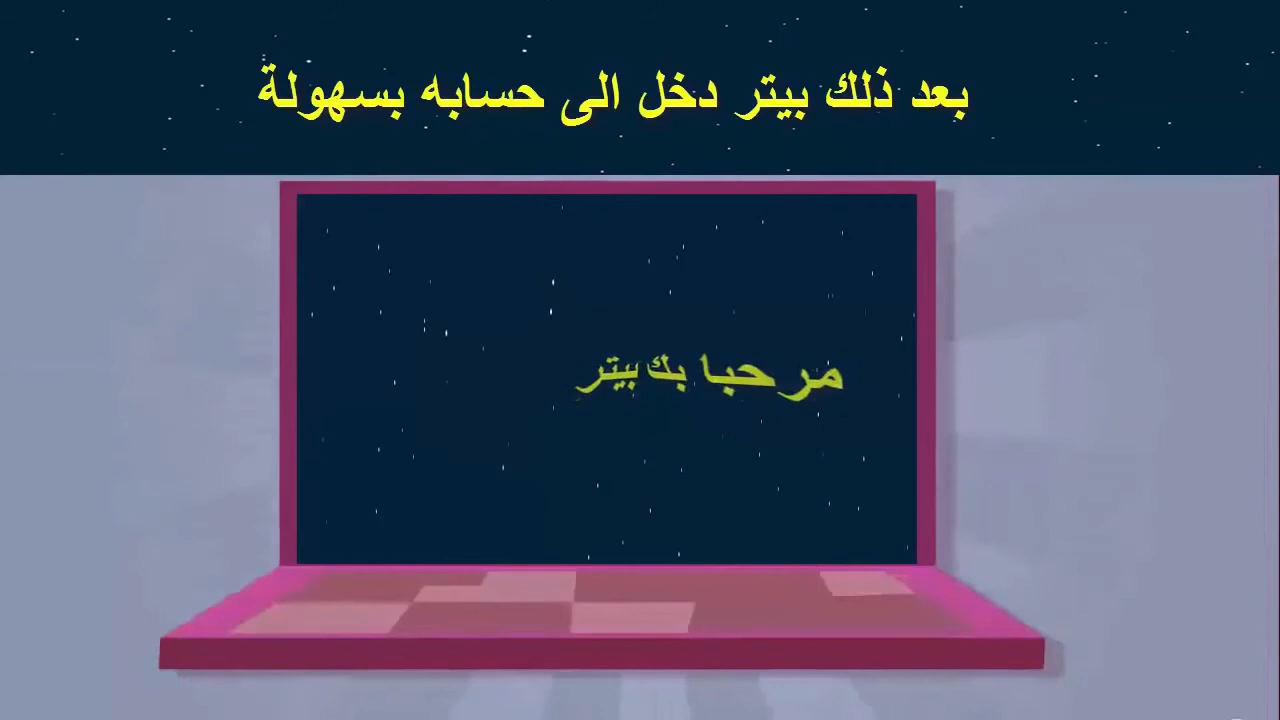 بعد ذلك بيتر دخل الى حسابه بسهولة
مرحبا بك بيتر